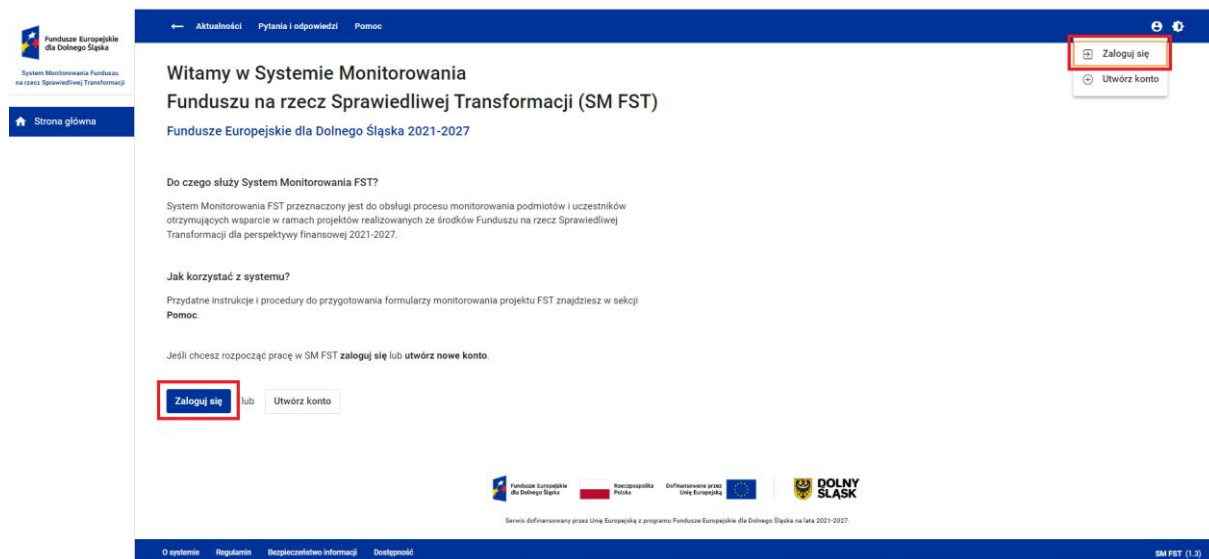 Fundusze Europejskie
dla Dolnego Śląska
System Monitorowania Funduszu
na rzecz Sprawiedliwej Transformacji
Strona główna
Aktualności Pytania i odpowiedzi Pomoc
Zaloguj się
Utwórz konto
Witamy w Systemie Monitorowania
Funduszu na rzecz Sprawiedliwej Transformacji (SM FST)
Fundusze Europejskie dla Dolnego Śląska 2021-2027
Do czego służy System Monitorowania FST?
System Monitorowania FST przeznaczony jest do obsługi procesu monitorowania podmiotów i uczestników
otrzymujących wsparcie w ramach projektów realizowanych ze środków Funduszu na rzecz Sprawiedliwej
Transformacji dla perspektywy finansowej 2021-2027.
Jak korzystać z systemu?
Przydatne instrukcje i procedury do przygotowania formularzy monitorowania projektu FST znajdziesz w sekcji
Pomoc.
Jeśli chcesz rozpocząć pracę w SM FST zaloguj się lub utwórz nowe konto.
Zaloguj się lub Utwórz konto
Fundusze Europejskie
dla Dolnego Śląska
Rzeczpospolita
Polska
Dofinansowane przez
Unię Europejską
DOLNY
ŚLĄSK
Serwis dofinansowany przez Unię Europejską z programu Fundusze Europejskie dla Dolnego Śląska na lata 2021-2027.
O systemie Regulamin Bezpieczeństwo informacji Dostępność SM FST (1.3)